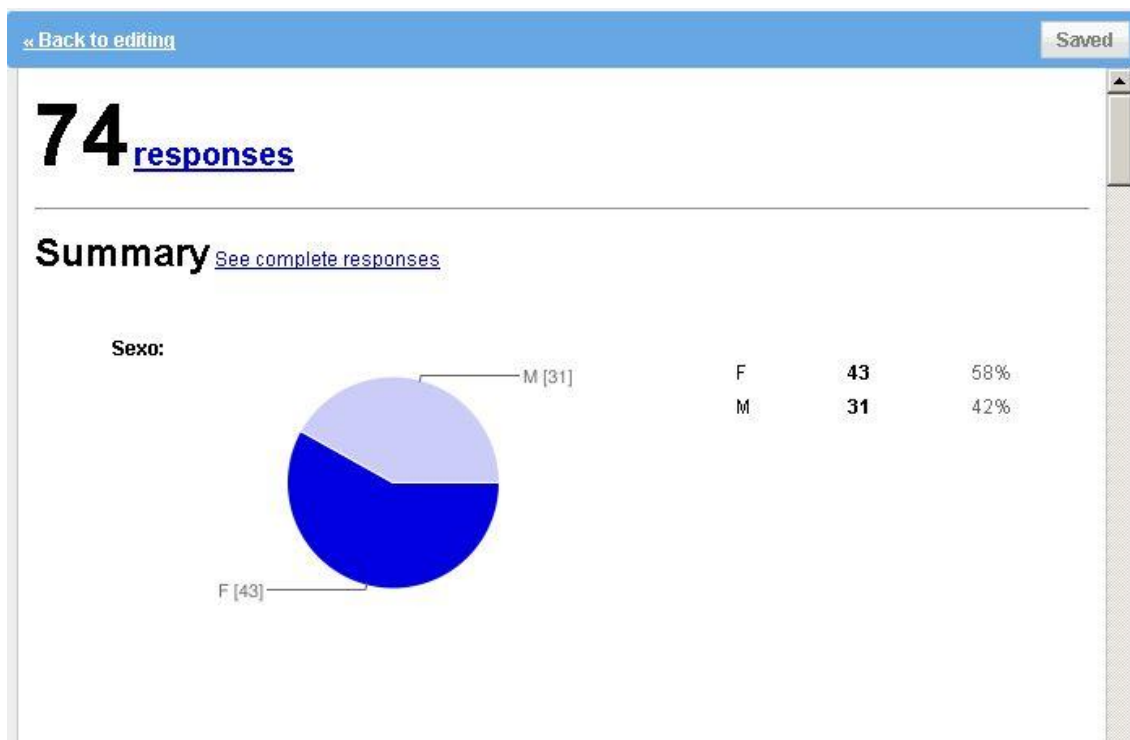 « Back to editing Saved
74 responses
Summary See complete responses
Sexo:
M [31]
F [43]
F 43 58%
M 31 42%